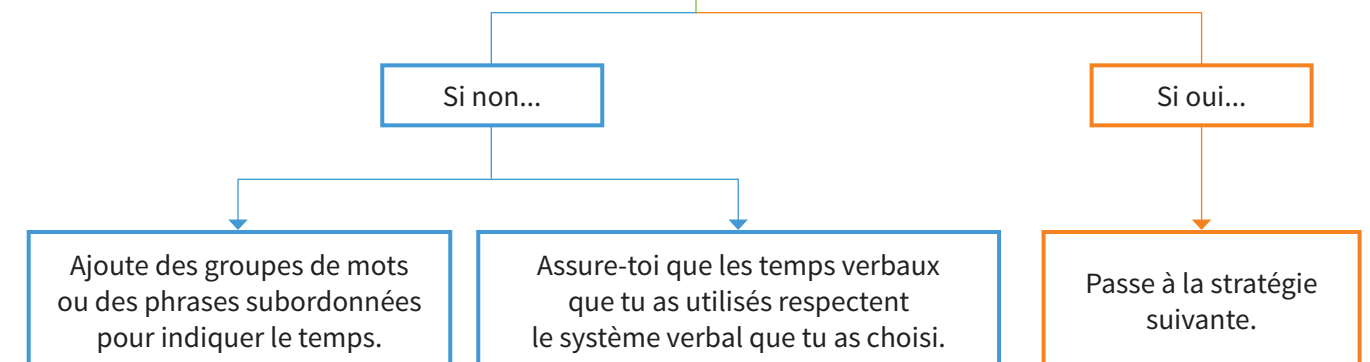 Si non...
Si oui...
Ajoute des groupes de mots
ou des phrases subordonnées
pour indiquer le temps.
Assure-toi que les temps verbaux
que tu as utilisés respectent
le système verbal que tu as choisi.
Passe à la stratégie
suivante.